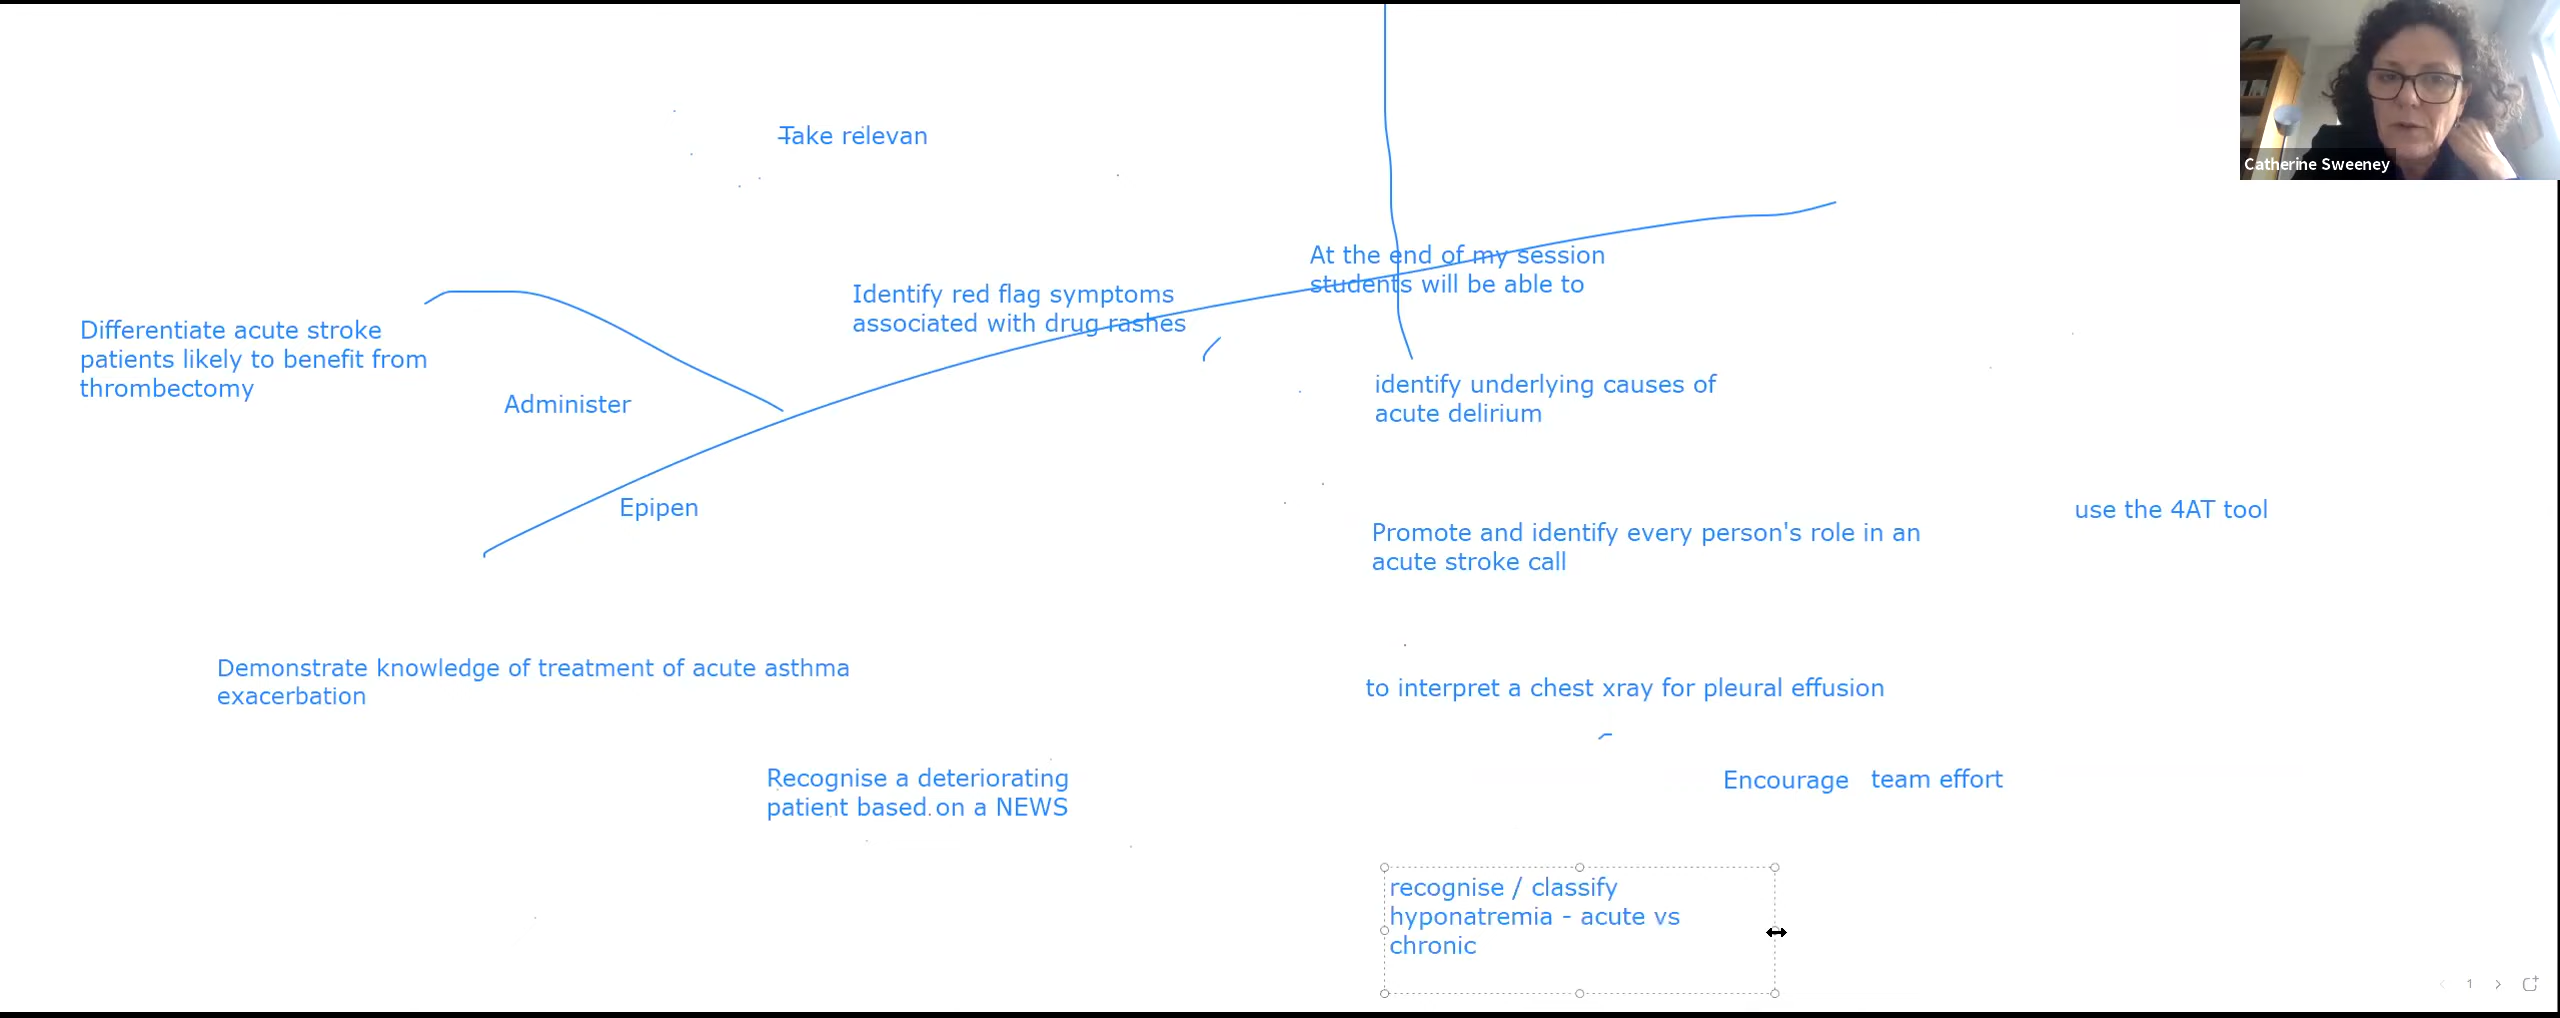 Catherine Sweeney
Take relevan
At the end of my session
students will be able to
Identify red flag symptoms
associated with drug rashes
Differentiate acute stroke
patients likely to benefit from
thrombectomy
Administer
identify underlying causes of
acute delirium
Epipen
use the 4AT tool
Promote and identify every person's role in an
acute stroke call
Demonstrate knowledge of treatment of acute asthma
exacerbation
to interpret a chest xray for pleural effusion
Recognise a deteriorating
patient based on a NEWS
Encourage team effort
recognise / classify
hyponatremia - acute vs
chronic
1